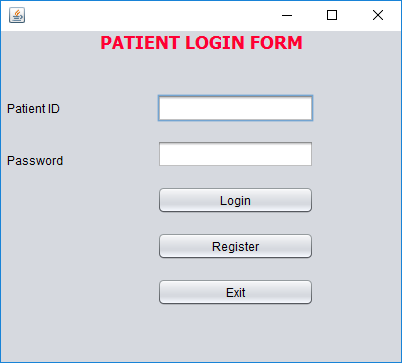 PATIENT LOGIN FORM
Patient ID
Password
Login
Register
Exit